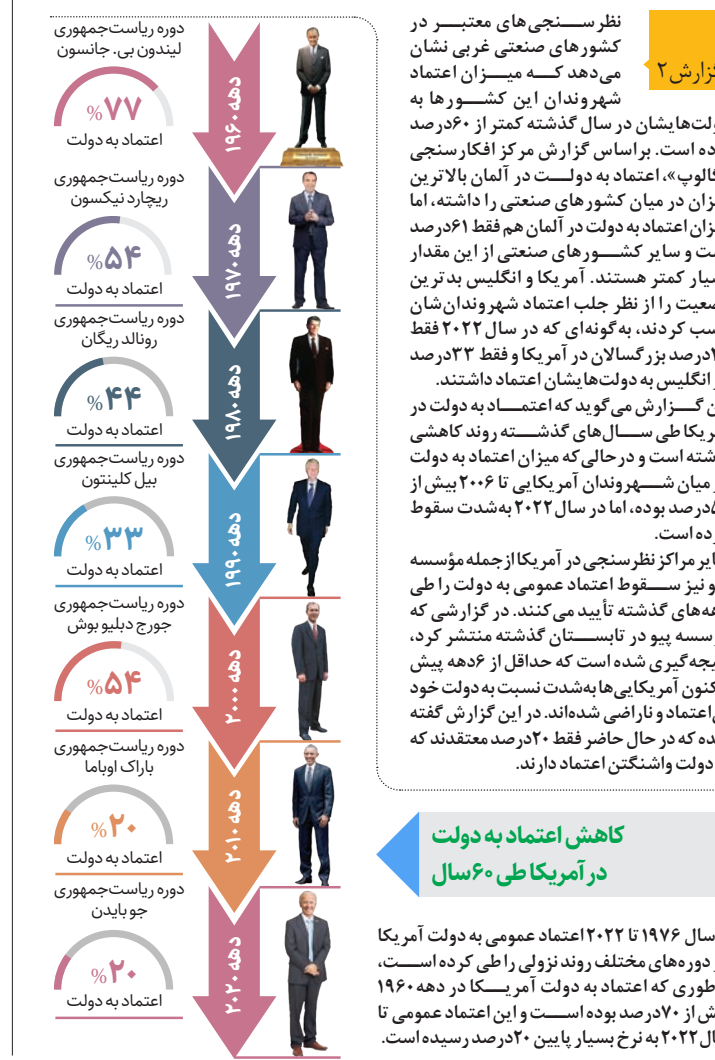 گزارش ۲
نظرسنجی‌های معتبر در
کشورهای صنعتی غربی نشان
می‌دهد که میزان اعتماد
شهروندان این کشورها به
دولت‌هایشان در سال گذشته کمتر از ۶۰درصد
بوده است. براساس گزارش مرکز افکارسنجی
«گالوپ»، اعتماد به دولت در آلمان بالاترین
میزان در میان کشورهای صنعتی را داشته، اما
میزان اعتماد به دولت در آلمان هم فقط ۶۱درصد
است و سایر کشورهای صنعتی از این مقدار
بسیار کمتر هستند. آمریکا و انگلیس بدترین
وضعیت را از نظر جلب اعتماد شهروندان‌شان
کسب کردند، به‌گونه‌ای که در سال ۲۰۲۲ فقط
درصد بزرگسالان در آمریکا و فقط ۳۳درصد
در انگلیس به دولت‌هایشان اعتماد داشتند.
این گزارش می‌گوید که اعتماد به دولت در
آمریکا طی سال‌های گذشته روند کاهشی
داشته است و درحالی‌که میزان اعتماد به دولت
در میان شهروندان آمریکایی تا ۲۰۰۶ بیش از
درصد بوده، اما در سال ۲۰۲۲ به‌شدت سقوط
کرده است.
سایر مراکز نظرسنجی در آمریکا ازجمله مؤسسه
پیو نیز سقوط اعتماد عمومی به دولت را طی
دهه‌های گذشته تأیید می‌کنند. در گزارشی که
مؤسسه پیو در تابستان گذشته منتشر کرد،
نتیجه‌گیری شده است که حداقل از ۶دهه پیش
تاکنون آمریکایی‌ها به‌شدت نسبت به دولت خود
بی‌اعتماد و ناراضی شده‌اند. در این گزارش گفته
شده که در حال حاضر فقط ۲۰درصد معتقدند که
دولت واشنگتن اعتماد دارند.
کاهش اعتماد به دولت
در آمریکا طی ۶۰سال
سال ۱۹۷۶ تا ۲۰۲۲ اعتماد عمومی به دولت آمریکا
در دوره‌های مختلف روند نزولی را طی کرده است،
به‌طوری که اعتماد به دولت آمریکا در دهه ۱۹۶۰
بیش از ۷۰درصد بوده است و این اعتماد عمومی تا
سال ۲۰۲۲ به نرخ بسیار پایین ۲۰درصد رسیده است.
دهه ۱۹۶۰
دوره ریاست‌جمهوری
لیندون بی. جانسون
۷۷%
اعتماد به دولت
دهه ۱۹۷۰
دوره ریاست‌جمهوری
ریچارد نیکسون
۵۴%
اعتماد به دولت
دهه ۱۹۸۰
دوره ریاست‌جمهوری
رونالد ریگان
۴۴%
اعتماد به دولت
دهه ۱۹۹۰
دوره ریاست‌جمهوری
بیل کلینتون
۳۳%
اعتماد به دولت
دهه ۲۰۰۰
دوره ریاست‌جمهوری
جورج دبلیو بوش
۵۴%
اعتماد به دولت
دهه ۲۰۱۰
دوره ریاست‌جمهوری
باراک اوباما
۲۰%
اعتماد به دولت
دهه ۲۰۲۰
دوره ریاست‌جمهوری
جو بایدن
۲۰%
اعتماد به دولت